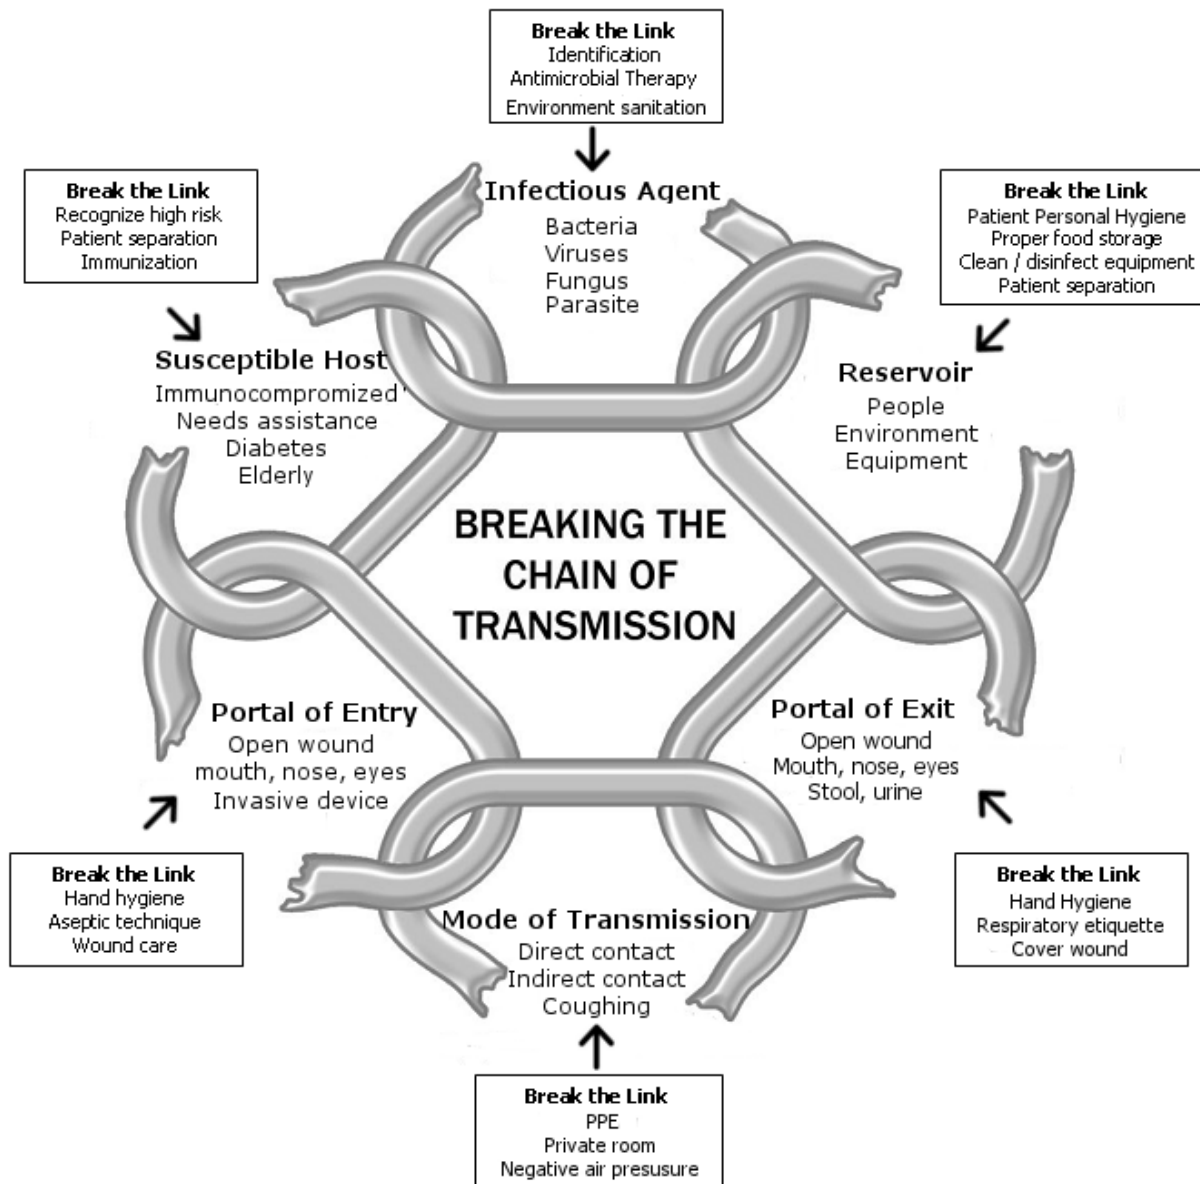 Break the Link
Identification
Antimicrobial Therapy
Environment sanitation
Infectious Agent
Bacteria
Viruses
Fungus
Parasite
Break the Link
Patient Personal Hygiene
Proper food storage
Clean / disinfect equipment
Patient separation
Reservoir
People
Environment
Equipment
Break the Link
Recognize high risk
Patient separation
Immunization
Susceptible Host
Immunocompromized'
Needs assistance
Diabetes
Elderly
BREAKING THE
CHAIN OF
TRANSMISSION
Portal of Exit
Open wound
Mouth, nose, eyes
Stool, urine
Break the Link
Hand Hygiene
Respiratory etiquette
Cover wound
Portal of Entry
Open wound
mouth, nose, eyes
Invasive device
Break the Link
Hand hygiene
Aseptic technique
Wound care
Mode of Transmission
Direct contact
Indirect contact
Coughing
Break the Link
PPE
Private room
Negative air presusure